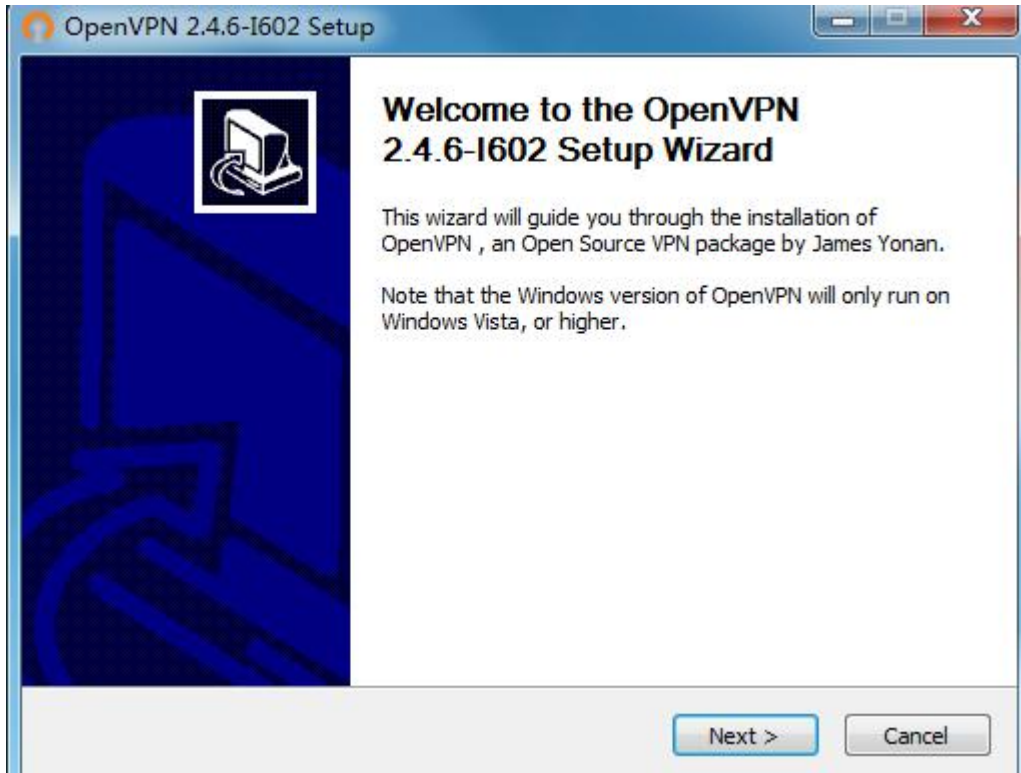 OpenVPN 2.4.6-I602 Setup
Welcome to the OpenVPN
2.4.6-I602 Setup Wizard
This wizard will guide you through the installation of
OpenVPN , an Open Source VPN package by James Yonan.
Note that the Windows version of OpenVPN will only run on
Windows Vista, or higher.
Next >
Cancel